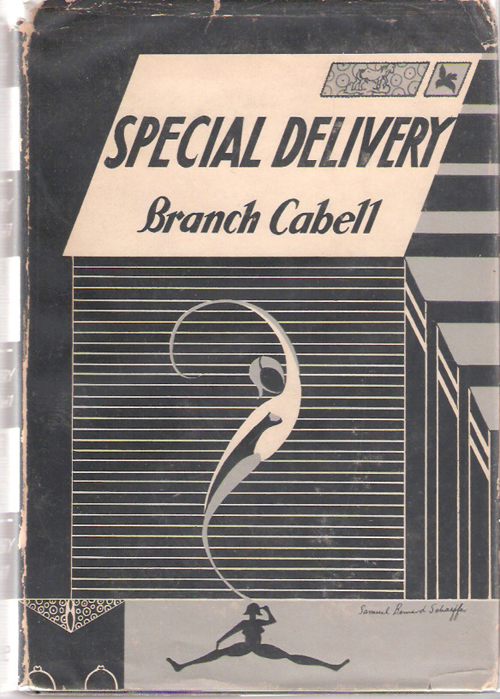 SPECIAL DELIVERY
Branch Cabell
Samuel Bernard Schaeffer